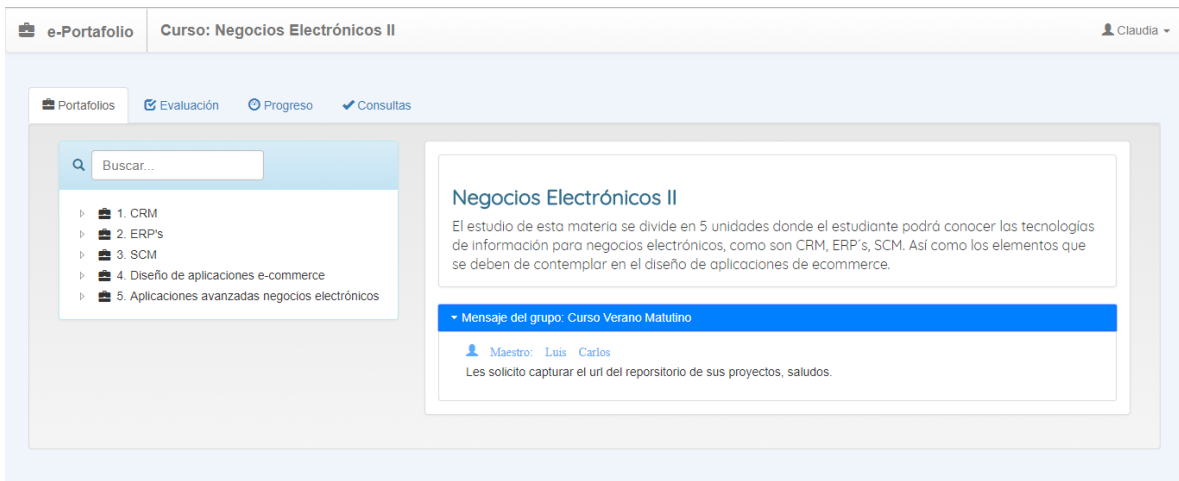 e-Portafolio
Curso: Negocios Electrónicos II
Claudia
Portafolios
Evaluación
Progreso
Consultas
Buscar...
1. CRM
2. ERP's
3. SCM
4. Diseño de aplicaciones e-commerce
5. Aplicaciones avanzadas negocios electrónicos
Negocios Electrónicos II
El estudio de esta materia se divide en 5 unidades donde el estudiante podrá conocer las tecnologías
de información para negocios electrónicos, como son CRM, ERP´s, SCM. Así como los elementos que
se deben de contemplar en el diseño de aplicaciones de ecommerce.
Mensaje del grupo: Curso Verano Matutino
Maestro: Luis Carlos
Les solicito capturar el url del reporsitorio de sus proyectos, saludos.